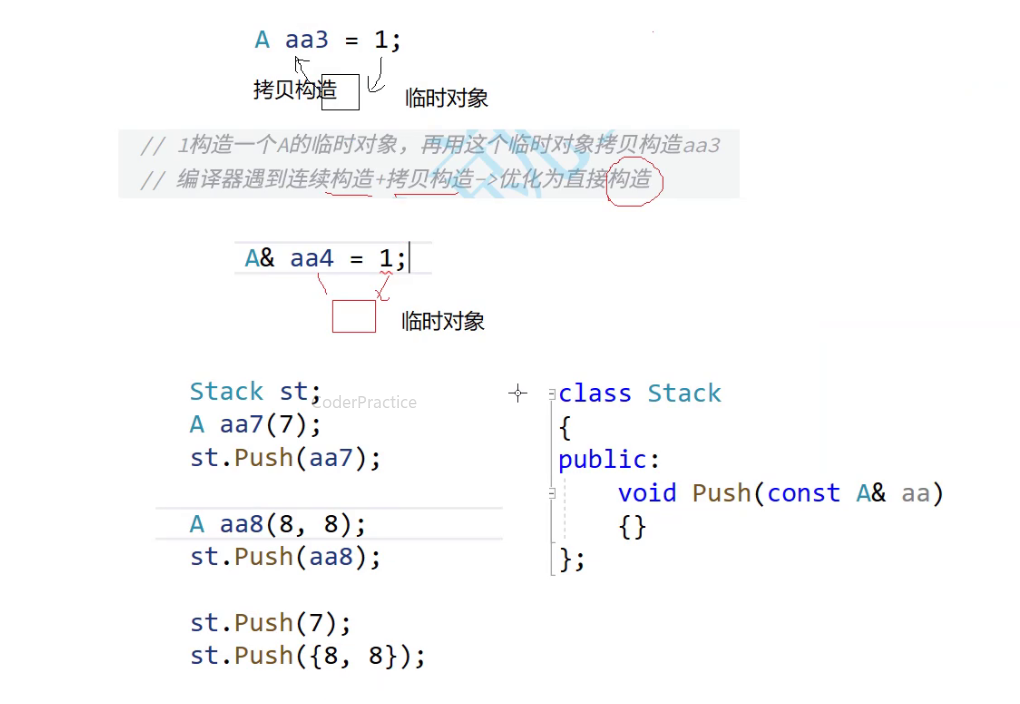 A aa3 = 1;
拷贝构造
临时对象
// 1构造一个A的临时对象，再用这个临时对象拷贝构造aa3
// 编译器遇到连续构造+拷贝构造->优化为直接构造
A& aa4 = 1;
临时对象
Stack st;
CoderPractice
A aa7(7);
st.Push(aa7);
A aa8(8, 8);
st.Push(aa8);
st.Push(7);
st.Push({8, 8});
class Stack
{
public:
void Push(const A& aa)
{}
};